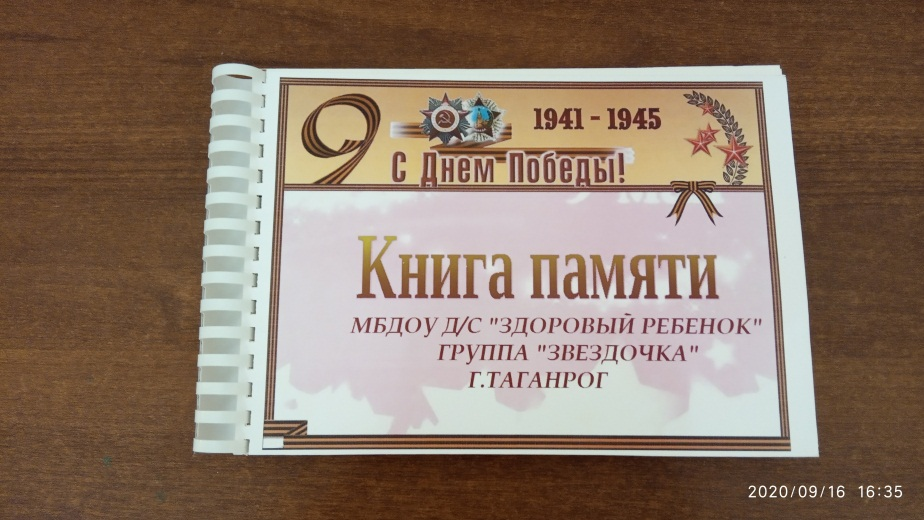 9
1941 - 1945
С Днем Победы!
Книга памяти
МБДОУ Д/С "ЗДОРОВЫЙ РЕБЕНОК"
ГРУППА "ЗВЕЗДОЧКА"
Г.ТАГАНРОГ
2020/09/16 16:35